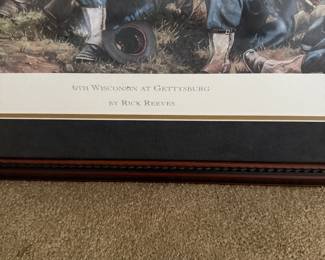 6th Wisconsin at Gettysburg
by Rick Reeves